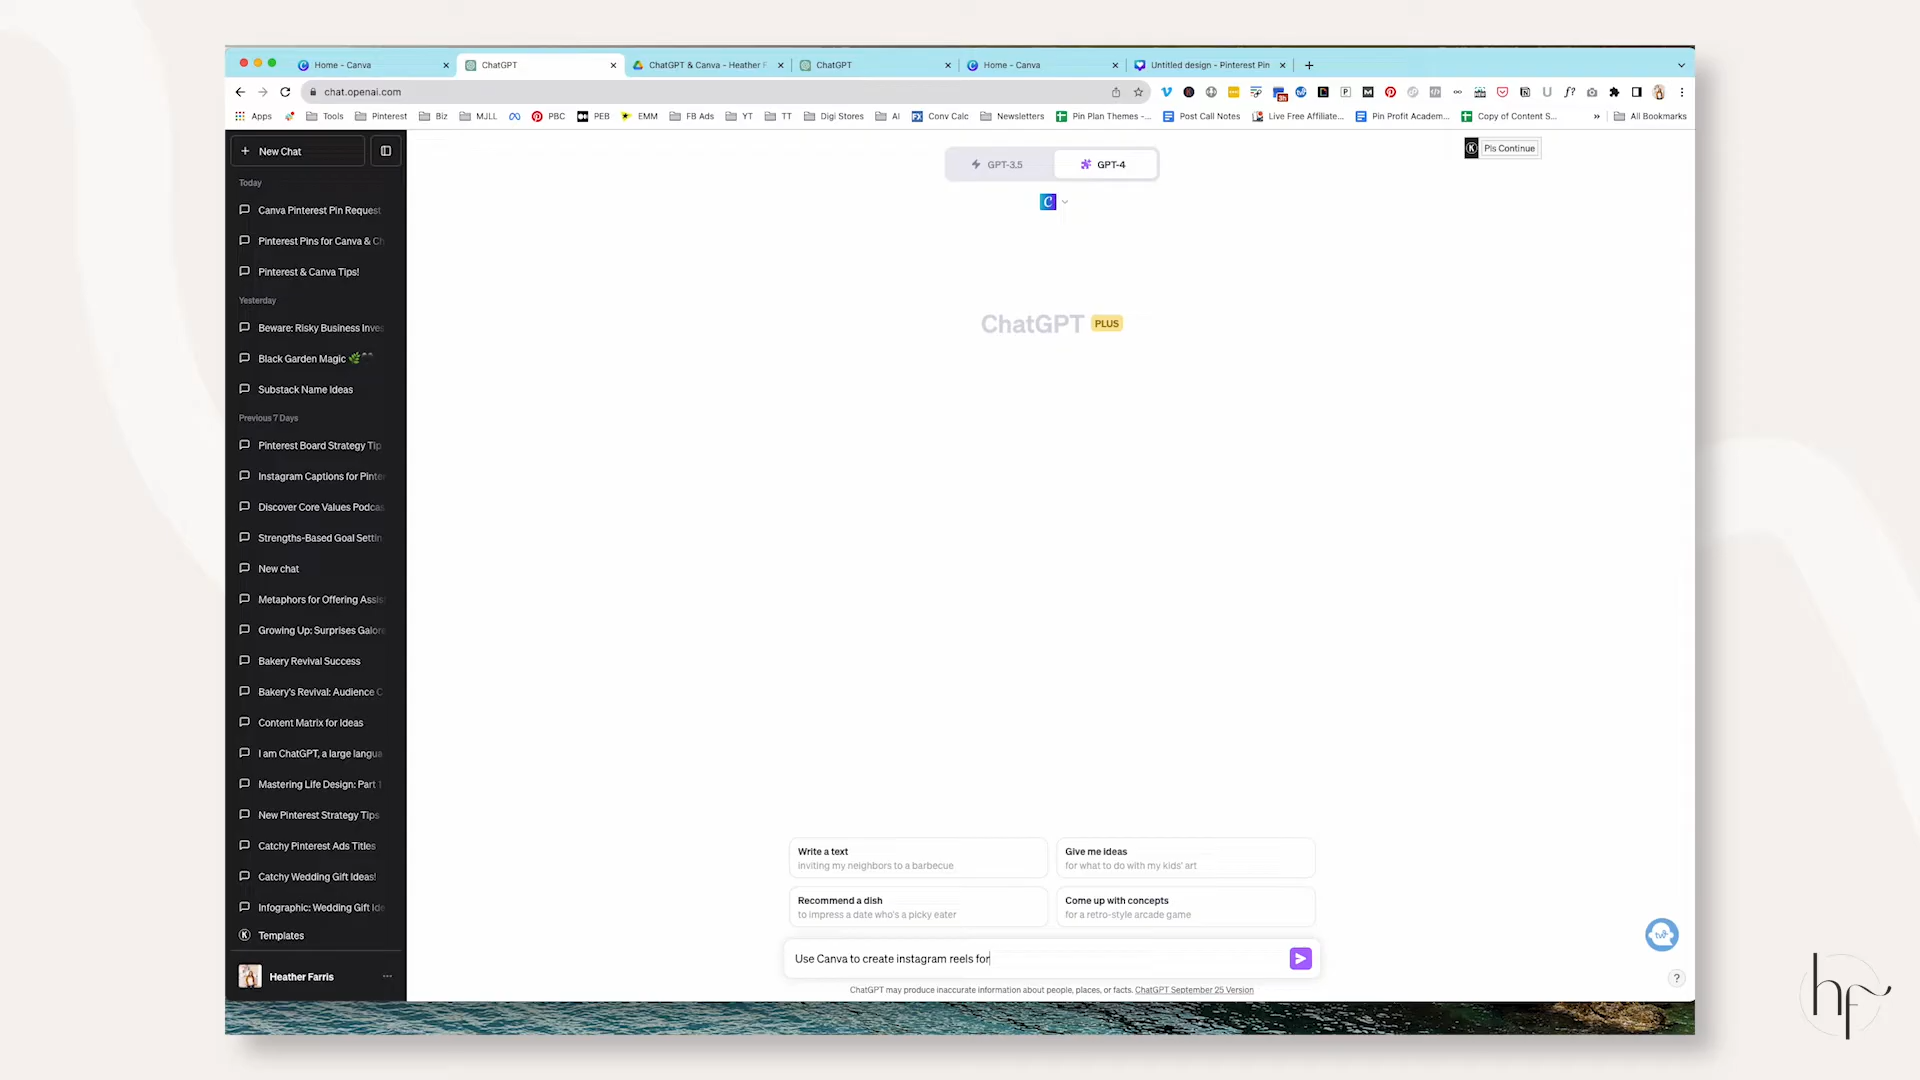 Home - Canva
ChatGPT
ChatGPT & Canva - Heather F
ChatGPT
Home - Canva
Untitled design - Pinterest Pin
chat.openai.com
Apps
Tools
Pinterest
Biz
MJLL
PBC
PEB
EMM
FB Ads
YT
TT
Digi Stores
AI
Conv Calc
Newsletters
Pin Plan Themes -...
Post Call Notes
Live Free Affiliate...
Pin Profit Academ...
Copy of Content S...
»
All Bookmarks
+ New Chat
GPT-3.5
GPT-4
Pls Continue
Today
Canva Pinterest Pin Request
Pinterest Pins for Canva & Ch
Pinterest & Canva Tips!
Yesterday
Beware: Risky Business Inves
Black Garden Magic
Substack Name Ideas
Previous 7 Days
Pinterest Board Strategy Tip
Instagram Captions for Pinte
Discover Core Values Podcas
Strengths-Based Goal Settin
New chat
Metaphors for Offering Assis
Growing Up: Surprises Galore
Bakery Revival Success
Bakery's Revival: Audience C
Content Matrix for Ideas
I am ChatGPT, a large langua
Mastering Life Design: Part 1
New Pinterest Strategy Tips
Catchy Pinterest Ads Titles
Catchy Wedding Gift Ideas!
Infographic: Wedding Gift Ide
Templates
Heather Farris
ChatGPT PLUS
Write a text
inviting my neighbors to a barbecue
Give me ideas
for what to do with my kids' art
Recommend a dish
to impress a date who's a picky eater
Come up with concepts
for a retro-style arcade game
Use Canva to create instagram reels for
ChatGPT may produce inaccurate information about people, places, or facts. ChatGPT September 25 Version
?
hf